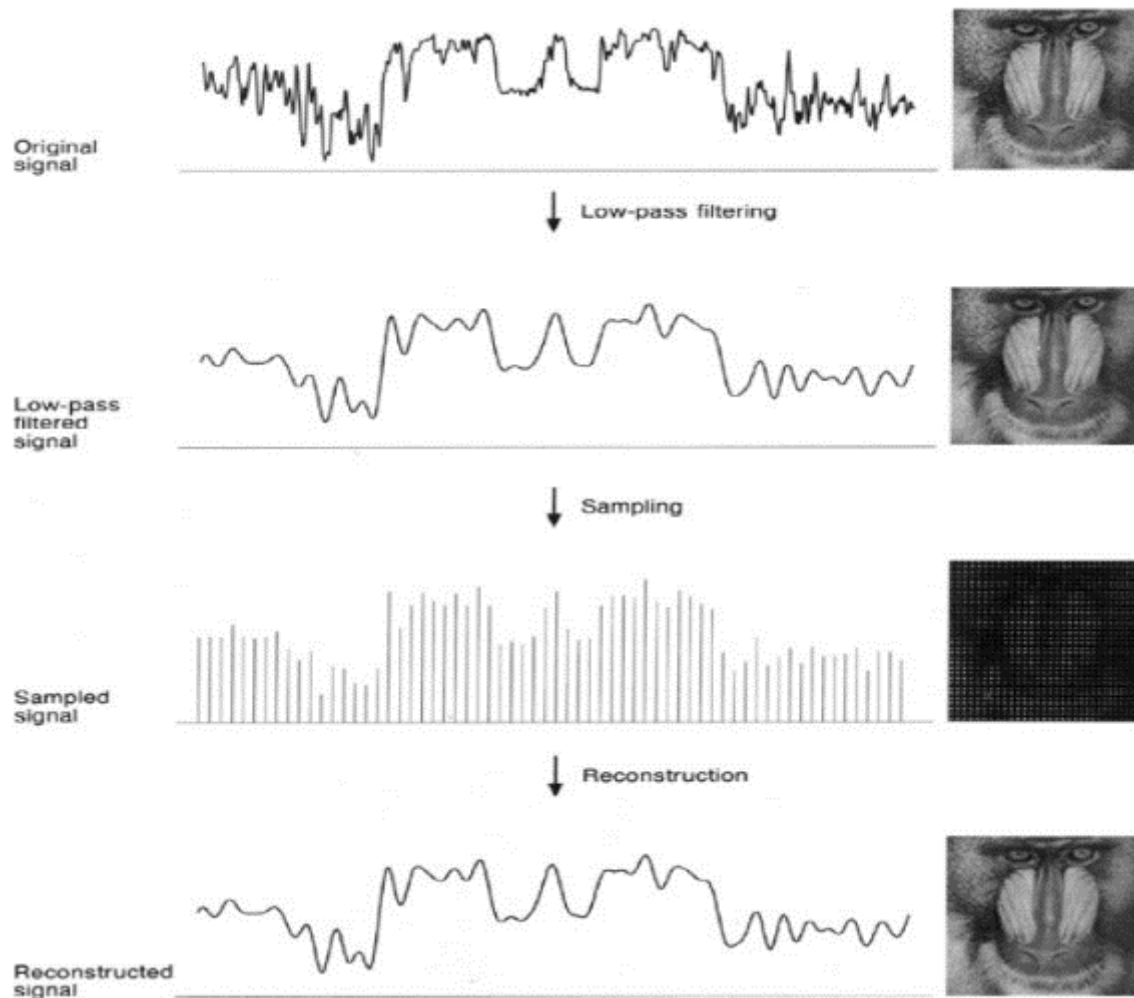 Original
signal
Low-pass filtering
Low-pass
filtered
signal
Sampling
Sampled
signal
Reconstruction
Reconstructed
signal